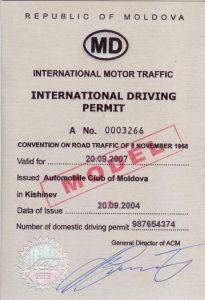 REPUBLIC OF MOLDOVA
MD
INTERNATIONAL MOTOR TRAFFIC
INTERNATIONAL DRIVING
PERMIT
A No. 0003266
CONVENTION ON ROAD TRAFFIC OF 8 NOVEMBER 1968
Valid for 20.09.2007
MODEL
Issued Automobile Club of Moldova
in Kishinev
Date of Issue 20.09.2004
Number of domestic driving permit 987654374
General Director of ACM